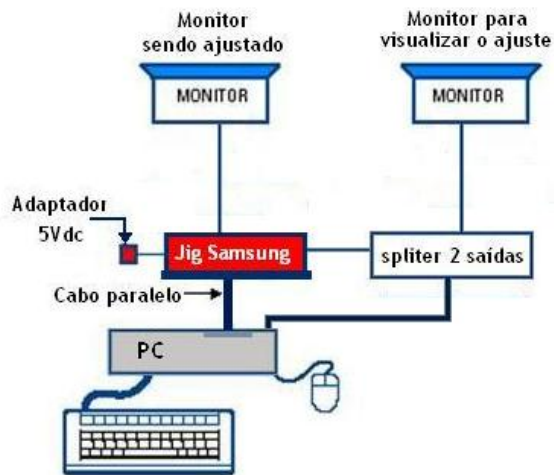 Monitor
sendo ajustado
Monitor para
visualizar o ajuste
MONITOR
MONITOR
Adaptador
5Vdc
Jig Samsung
spliter 2 saídas
Cabo paralelo
PC